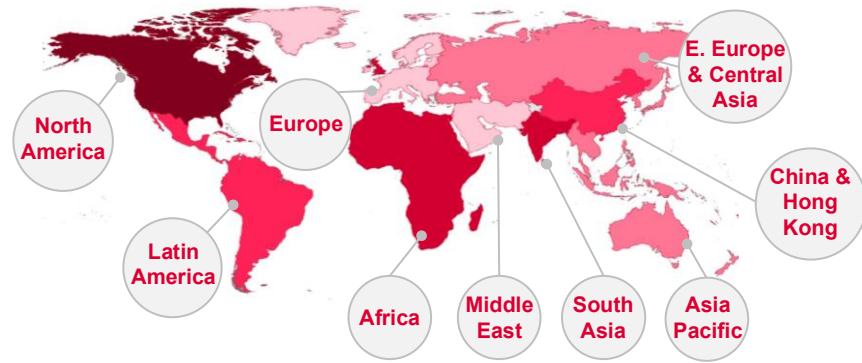 E. Europe
& Central
Asia
North
America
Europe
China &
Hong
Kong
Latin
America
Africa
Middle
East
South
Asia
Asia
Pacific